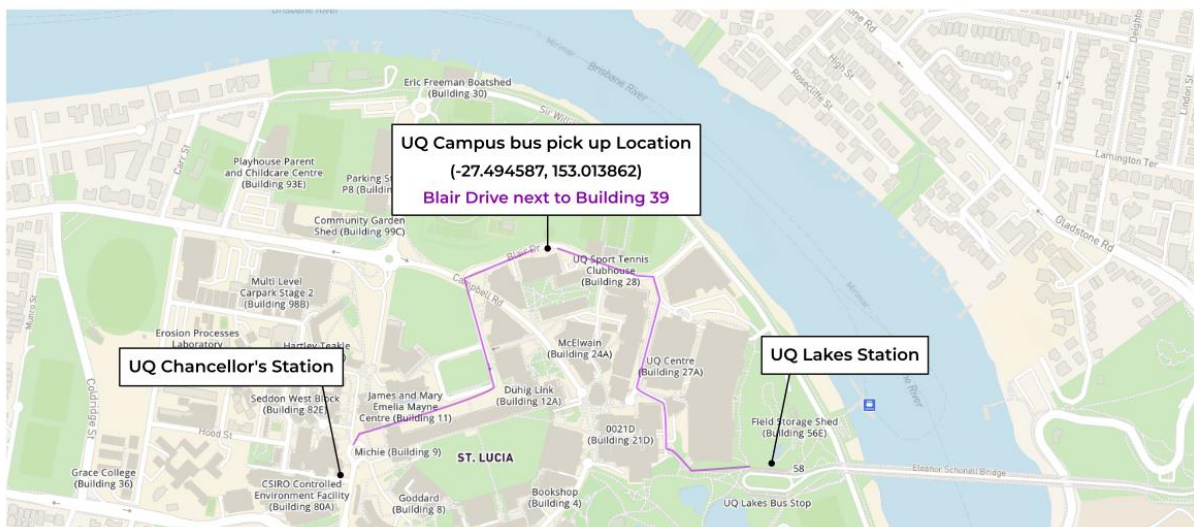 Brisbane River
Eric Freeman Boatshed
(Building 30)
Sir
Brisbane River
High St
Rosecliffe St
Lindon St
Lamington Ter
Gladstone Rd
Carr St
Playhouse Parent
and Childcare Centre
(Building 93E)
Parking
P8
UQ Campus bus pick up Location
(-27.494587, 153.013862)
Blair Drive next to Building 39
Community Garden
Shed (Building 99C)
Blair Dr
UQ Sport Tennis
Clubhouse
(Building 28)
Campbell Rd
Multi Level
Carpark Stage 2
(Building 98B)
Munro St
Erosion Processes
Laboratory
Hartley Teakle
McElwain
(Building 24A)
UQ Centre
(Building 27A)
UQ Chancellor's Station
UQ Lakes Station
Coldridge St
Seddon West Block
(Building 82E)
James and Mary
Emelia Mayne
Centre (Building 11)
Duhig Link
(Building 12A)
Hood St
0021D
(Building 21D)
Field Storage Shed
(Building 56E)
Michie (Building 9)
ST. LUCIA
Grace College
(Building 36)
CSIRO Controlled
Environment Facility
(Building 80A)
Goddard
(Building 8)
Bookshop
(Building 4)
58
Eleanor Schonell Bridge
UQ Lakes Bus Stop